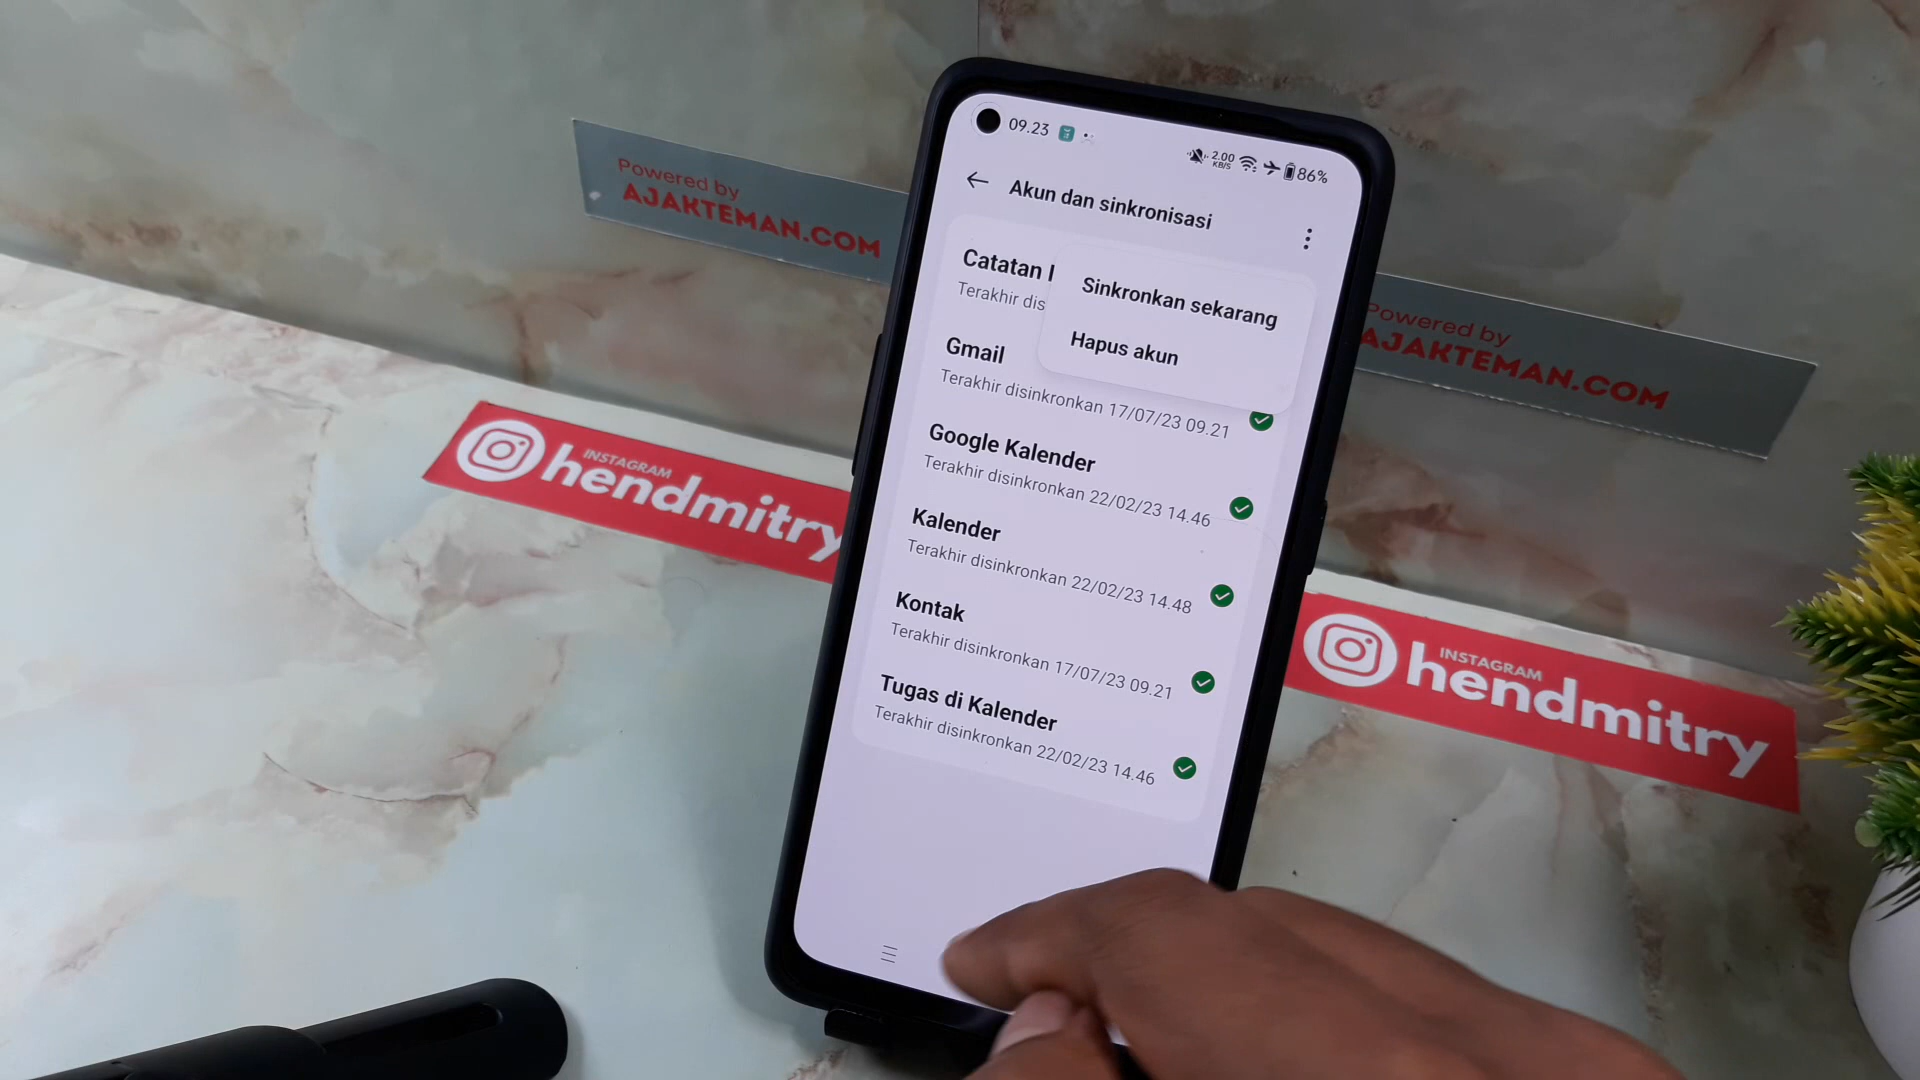 Powered by
AJAKTEMAN.COM
Powered by
AJAKTEMAN.COM
INSTAGRAM
hendmitry
INSTAGRAM
hendmitry
09.23
2.00
KB/S
86%
Akun dan sinkronisasi
Catatan
Terakhir dis
Sinkronkan sekarang
Hapus akun
Gmail
Terakhir disinkronkan 17/07/23 09.21
Google Kalender
Terakhir disinkronkan 22/02/23 14.46
Kalender
Terakhir disinkronkan 22/02/23 14.48
Kontak
Terakhir disinkronkan 17/07/23 09.21
Tugas di Kalender
Terakhir disinkronkan 22/02/23 14.46